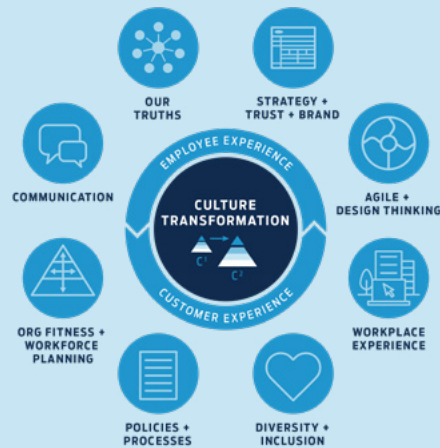 OUR
TRUTHS
STRATEGY +
TRUST + BRAND
COMMUNICATION
EMPLOYEE EXPERIENCE
CULTURE
TRANSFORMATION
C¹
C²
CUSTOMER EXPERIENCE
AGILE +
DESIGN THINKING
ORG FITNESS +
WORKFORCE
PLANNING
WORKPLACE
EXPERIENCE
POLICIES +
PROCESSES
DIVERSITY +
INCLUSION